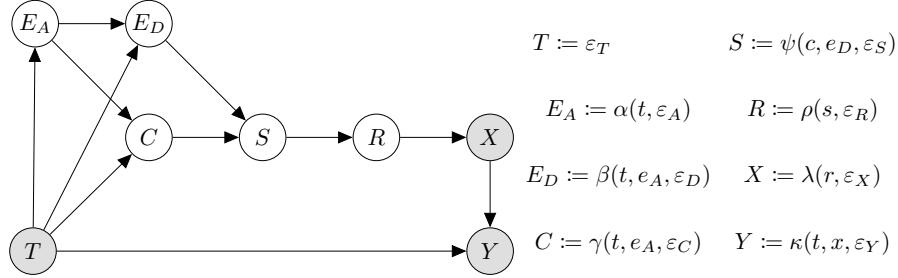 E_A E_D
T ≔ ε_T S ≔ ψ(c, e_D, ε_S)
E_A ≔ α(t, ε_A) R ≔ ρ(s, ε_R)
C S R X
E_D ≔ β(t, e_A, ε_D) X ≔ λ(r, ε_X)
T Y
C ≔ γ(t, e_A, ε_C) Y ≔ κ(t, x, ε_Y)